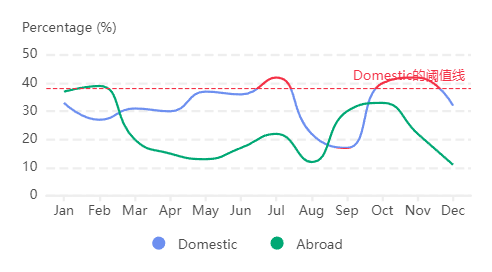 Percentage (%)
50
Domestic的阈值线
40
30
20
10
0
Jan Feb Mar Apr May Jun Jul Aug Sep Oct Nov Dec
Domestic Abroad